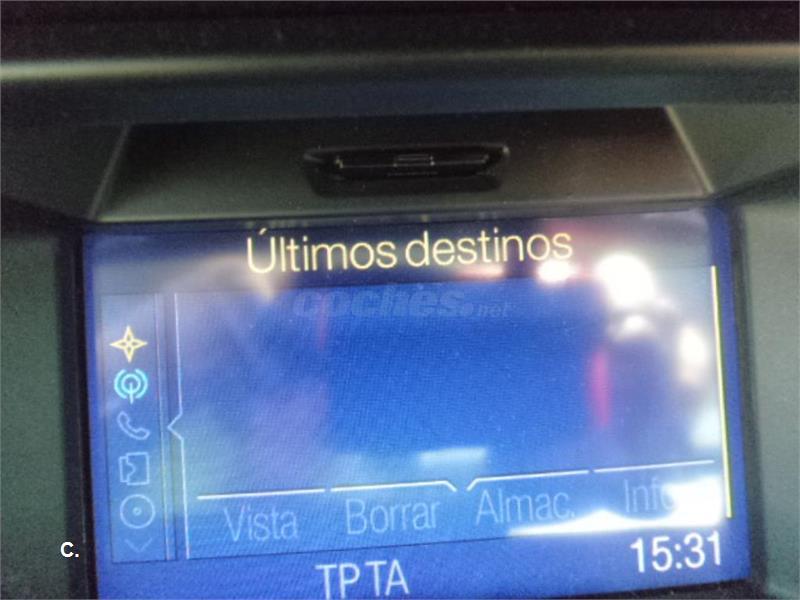 Últimos destinos
coches.net
Vista Borrar Almac. Info
C.
TP TA 15:31